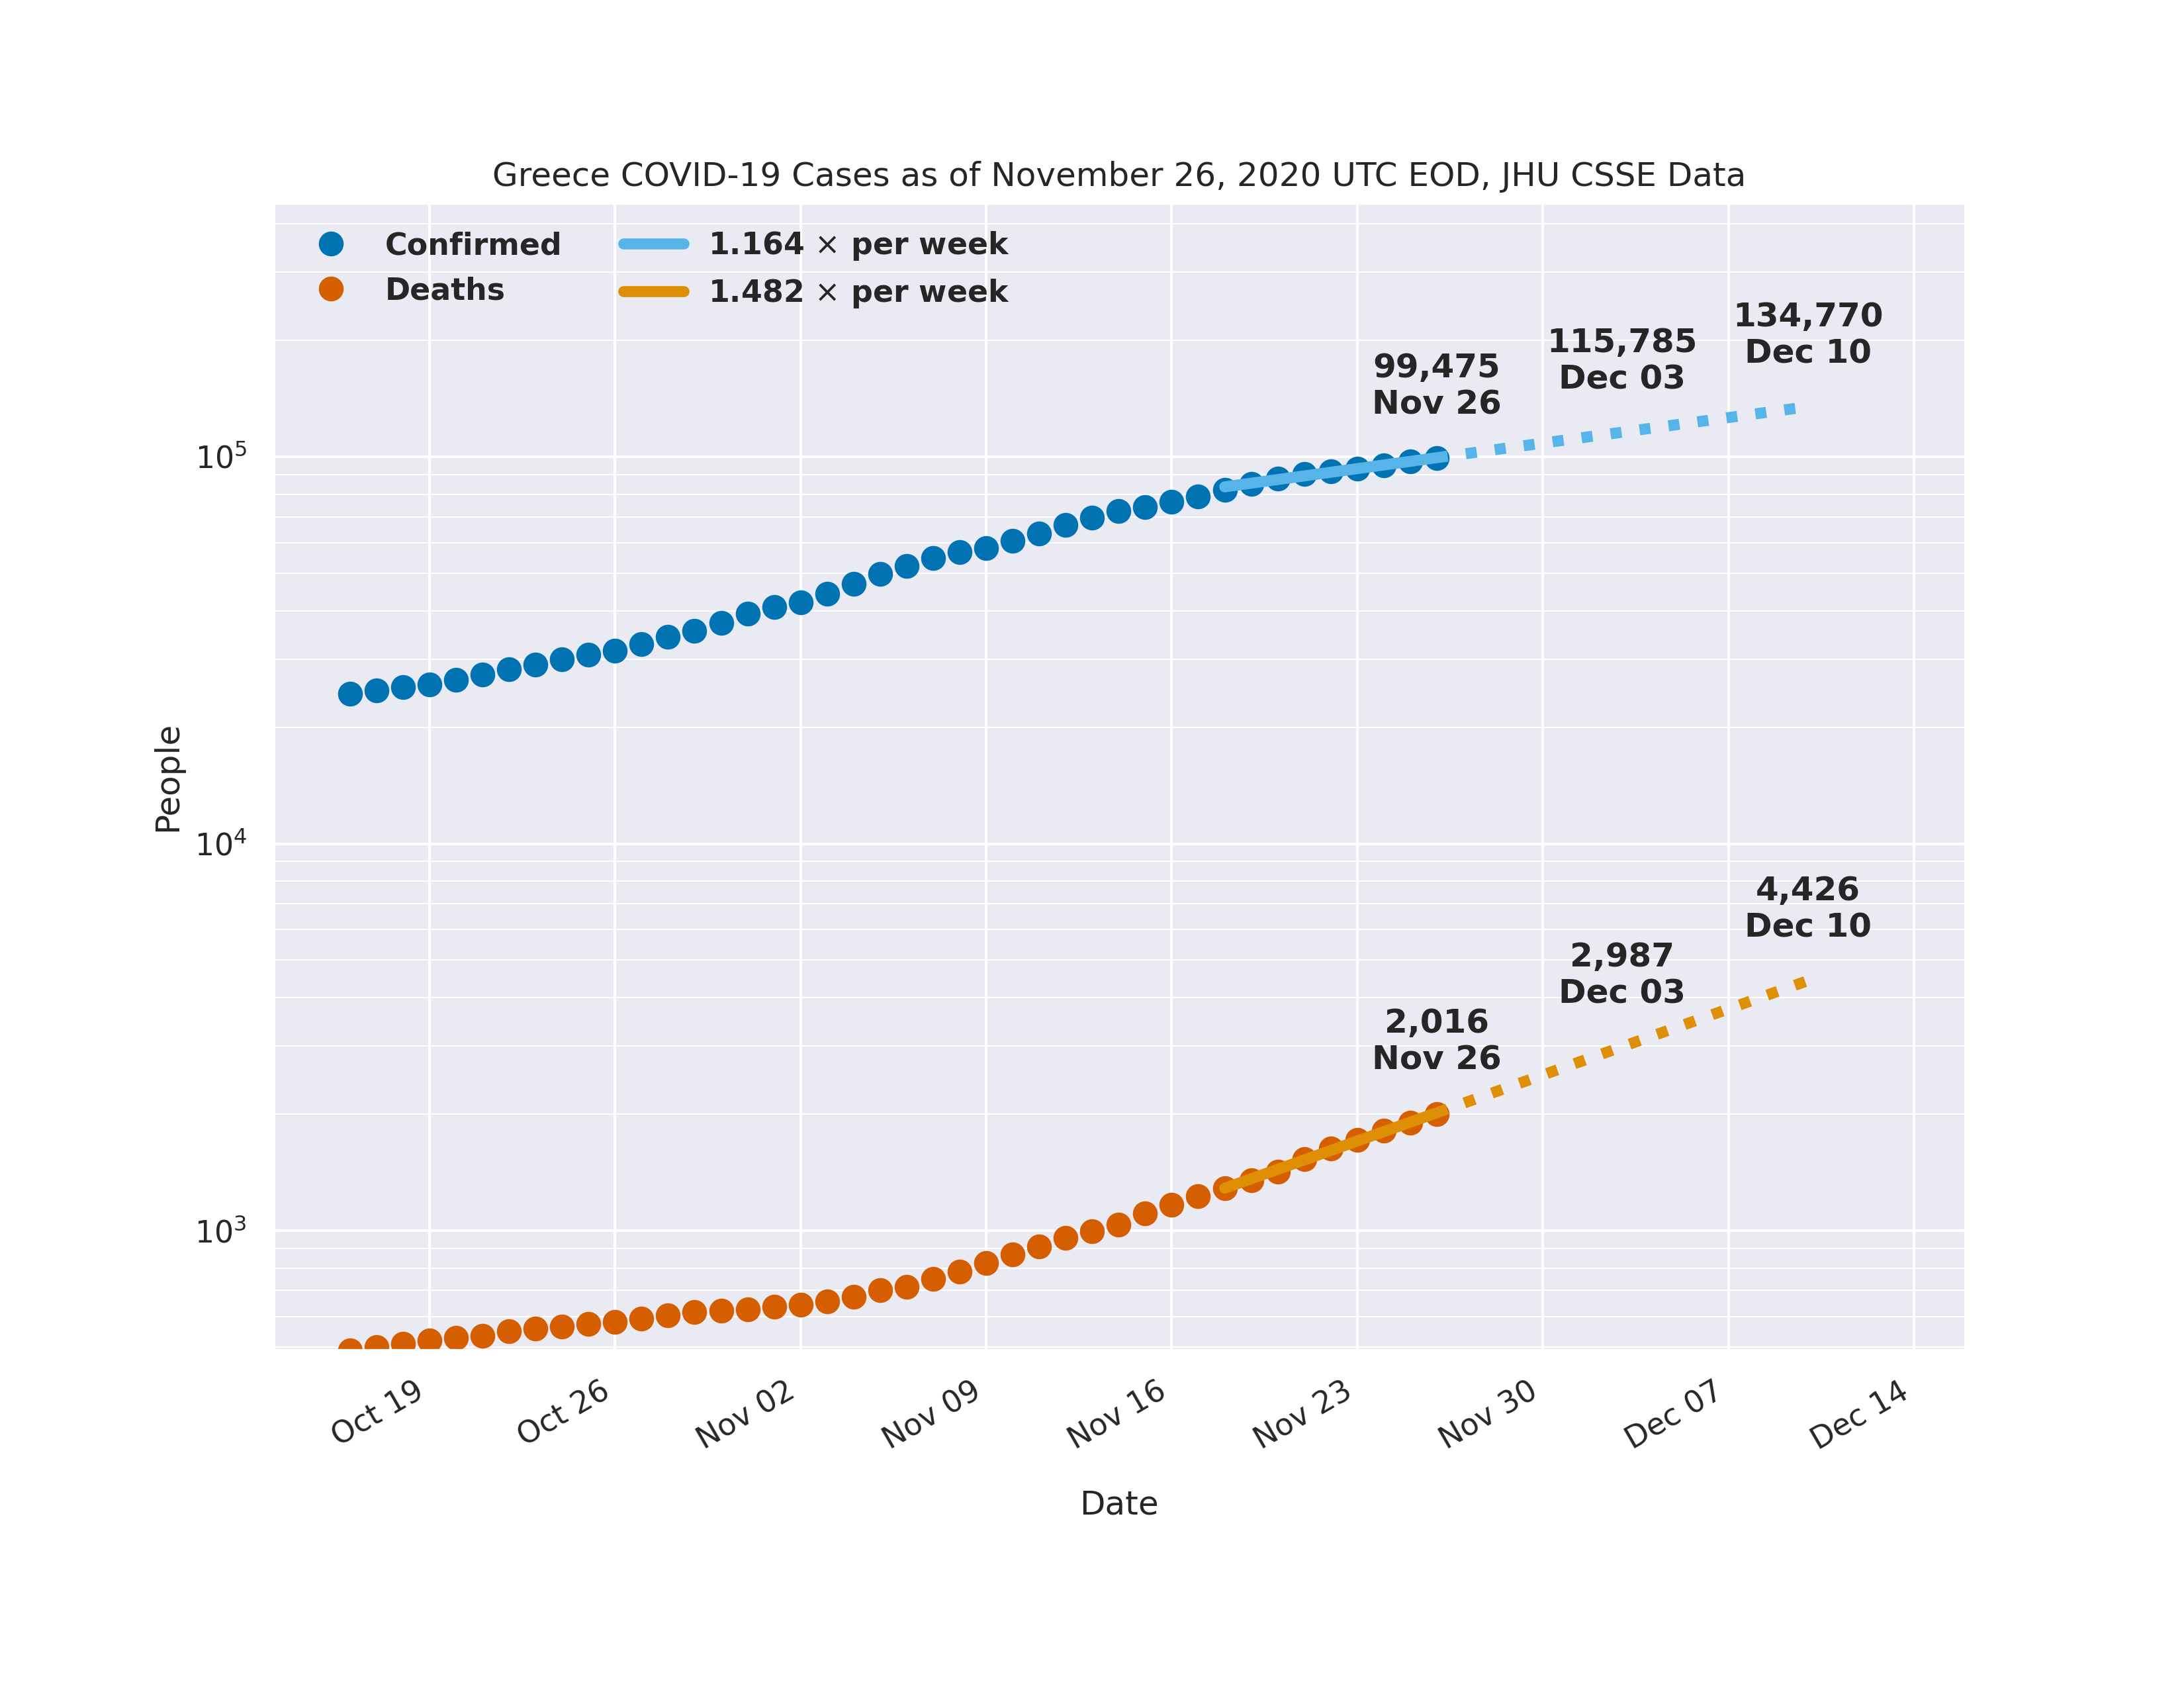 Greece COVID-19 Cases as of November 26, 2020 UTC EOD, JHU CSSE Data
Confirmed
Deaths
1.164 × per week
1.482 × per week
99,475
Nov 26
115,785
Dec 03
134,770
Dec 10
2,016
Nov 26
2,987
Dec 03
4,426
Dec 10
People
10⁵
10⁴
10³
Oct 19
Oct 26
Nov 02
Nov 09
Nov 16
Nov 23
Nov 30
Dec 07
Dec 14
Date